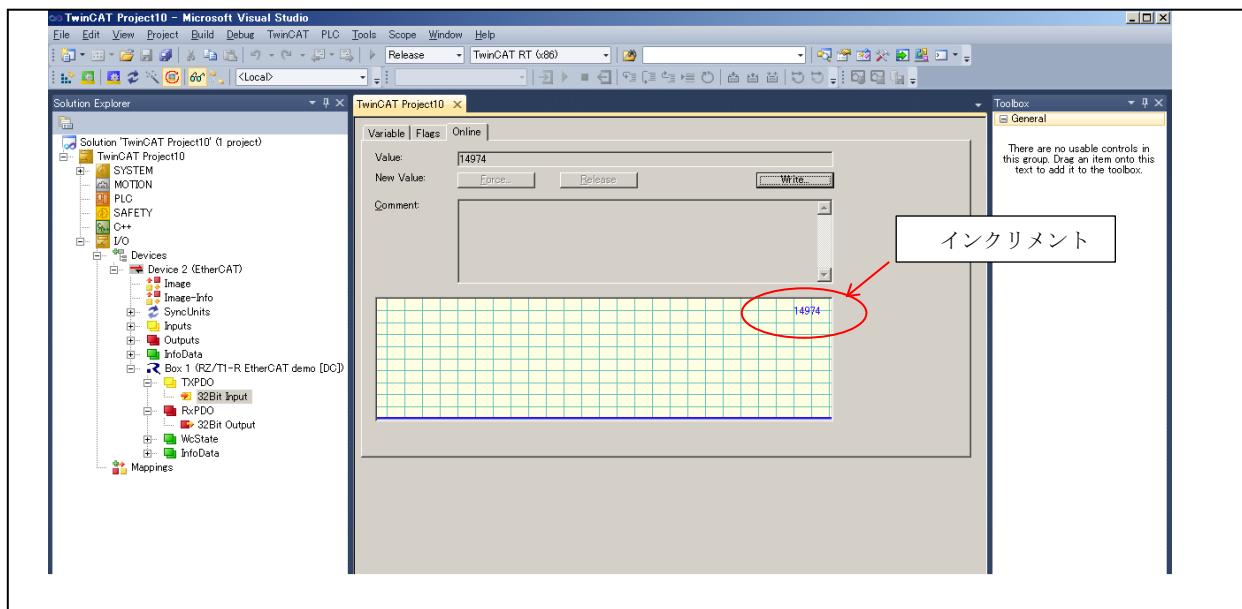 TwinCAT Project10 - Microsoft Visual Studio
File Edit View Project Build Debug TwinCAT PLC Tools Scope Window Help
Release TwinCAT RT (x86)
<Local>
Solution Explorer
Solution 'TwinCAT Project10' (1 project)
TwinCAT Project10
SYSTEM
MOTION
PLC
SAFETY
C++
I/O
Devices
Device 2 (EtherCAT)
Image
Image-Info
SyncUnits
Inputs
Outputs
InfoData
Box 1 (RZ/T1-R EtherCAT demo [DC])
TXPDO
32Bit Input
RxPDO
32Bit Output
WcState
InfoData
Mappings
TwinCAT Project10
Variable Flags Online
Value: 14974
New Value: Force... Release Write...
Comment:
14974
インクリメント
Toolbox
General
There are no usable controls in
this group. Drag an item onto this
text to add it to the toolbox.